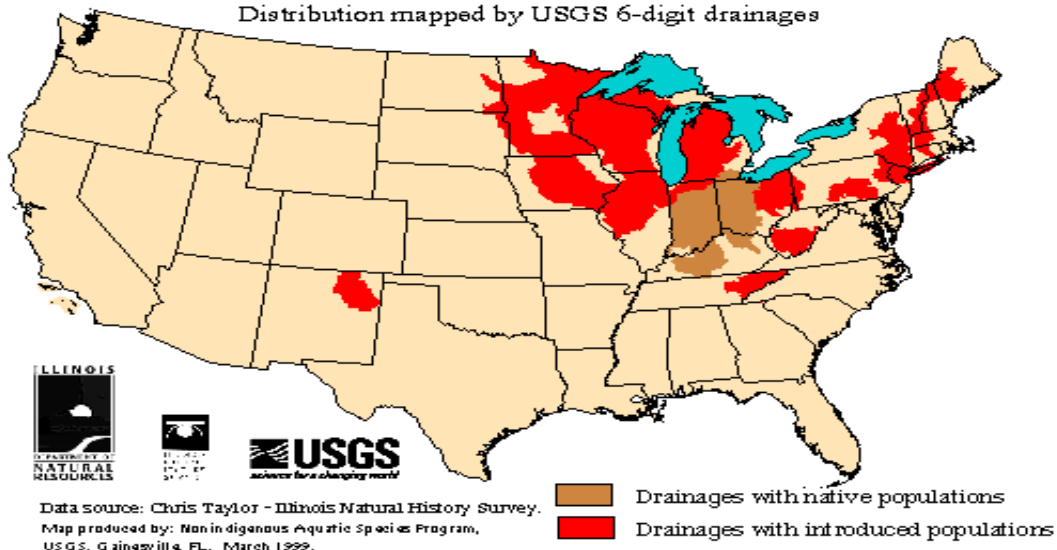 Distribution mapped by USGS 6-digit drainages
ILLINOIS
DEPARTMENT OF
NATURAL
RESOURCES
USGS
science for a changing world
Drainages with native populations
Data source: Chris Taylor - Illinois Natural History Survey.
Drainages with introduced populations
Map produced by: Nonindigenous Aquatic Species Program,
USGS, Gainesville, FL. March 1999.